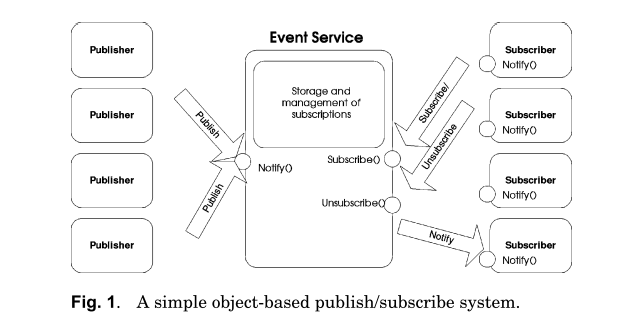 Event Service
Publisher
Publisher
Publisher
Publisher
Publish
Publish
Storage and
management of
subscriptions
Notify()
Subscribe()
Unsubscribe()
Subscribe/
Unsubscribe
Notify
Subscriber
Notify()
Subscriber
Notify()
Subscriber
Notify()
Subscriber
Notify()
Fig. 1. A simple object-based publish/subscribe system.